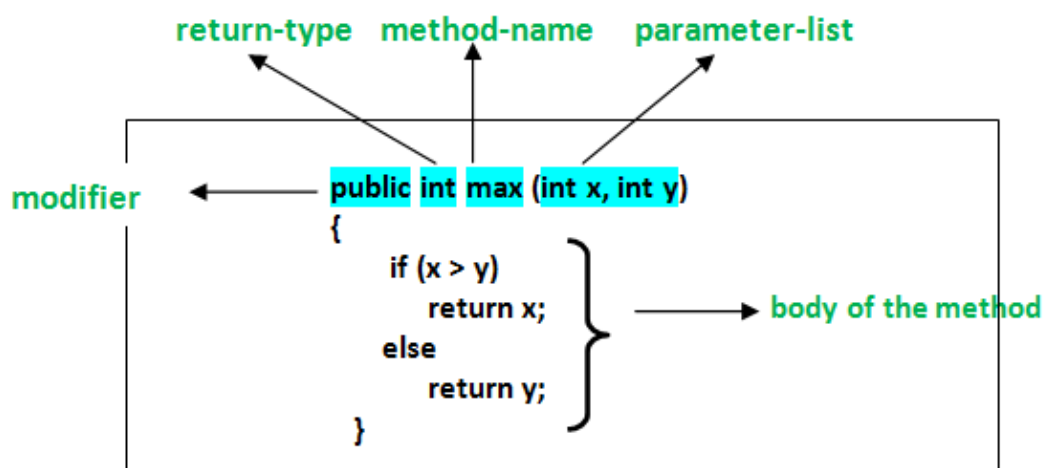 return-type method-name parameter-list
modifier
public int max (int x, int y)
{
if (x > y)
return x;
body of the method
else
return y;
}